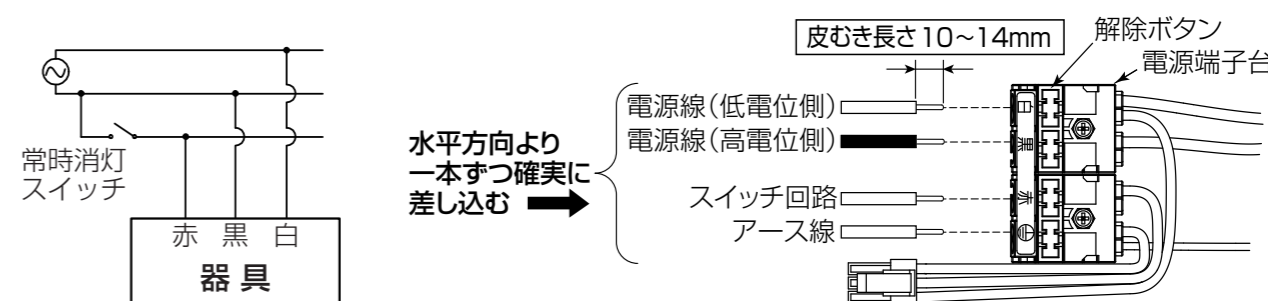 常時消灯
スイッチ
赤 黒 白
器具
水平方向より
一本ずつ確実に
差し込む
皮むき長さ10~14mm
解除ボタン
電源端子台
電源線(低電位側)
電源線(高電位側)
スイッチ回路
アース線
白
黒
赤